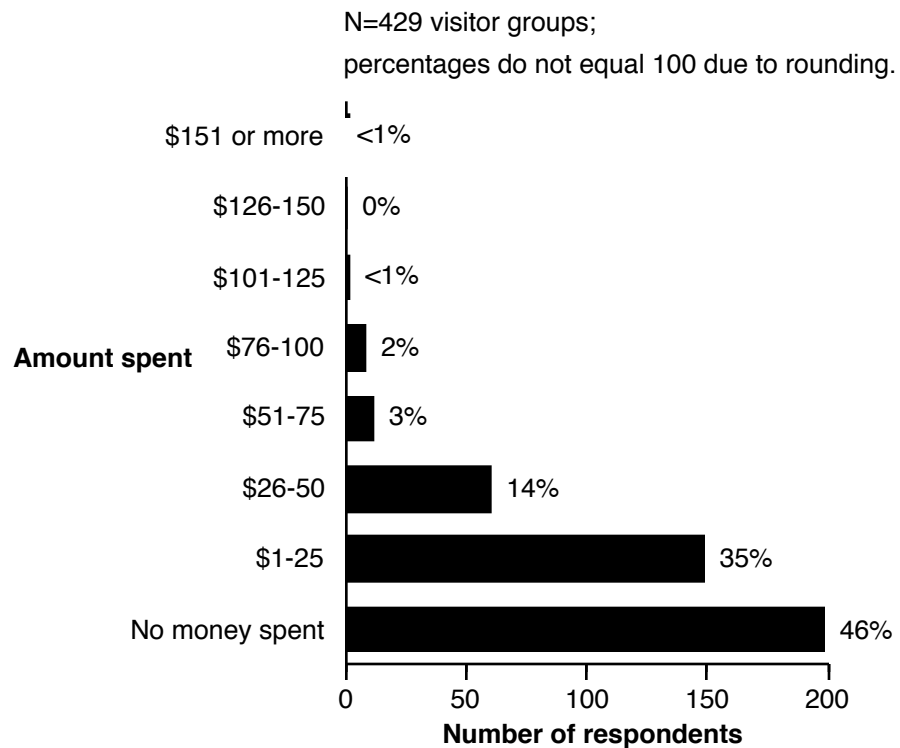 N=429 visitor groups;
percentages do not equal 100 due to rounding.
$151 or more <1%
$126-150 0%
$101-125 <1%
Amount spent $76-100 2%
$51-75 3%
$26-50 14%
$1-25 35%
No money spent 46%
0 50 100 150 200
Number of respondents